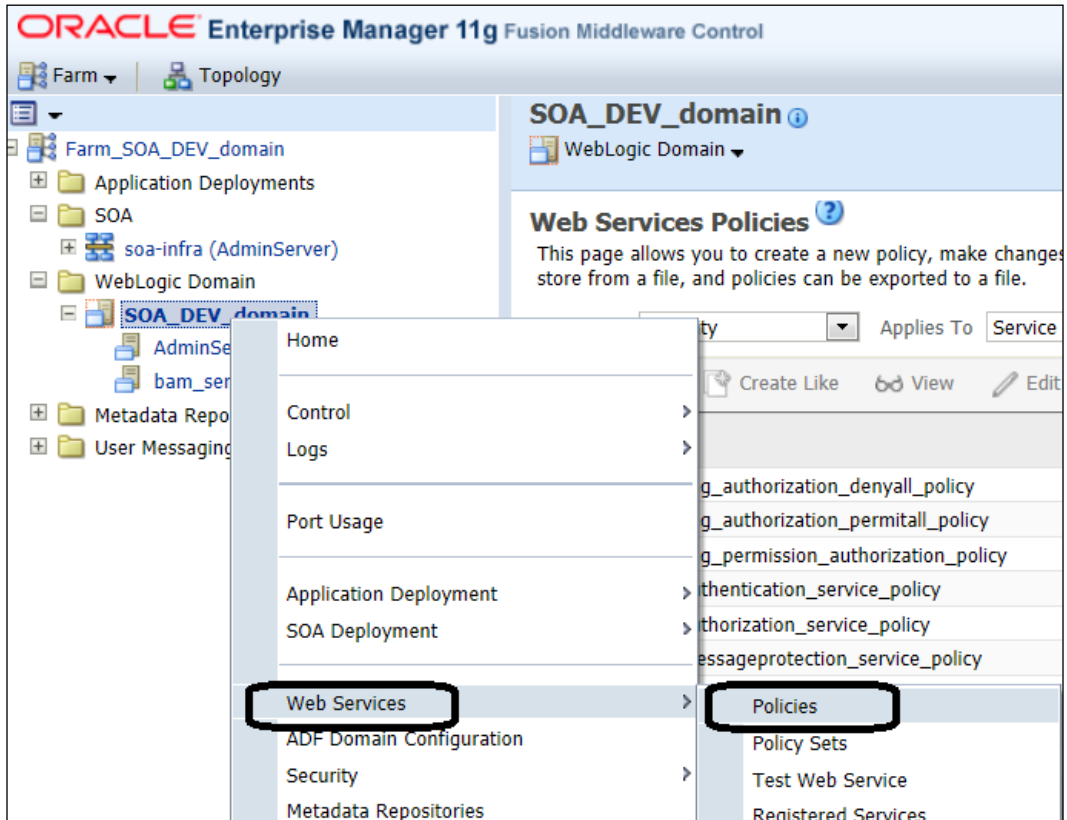 ORACLE Enterprise Manager 11g Fusion Middleware Control
Farm
Topology
Farm_SOA_DEV_domain
Application Deployments
SOA
soa-infra (AdminServer)
WebLogic Domain
SOA_DEV_domain
AdminSe
bam_ser
Metadata Repo
User Messaging
SOA_DEV_domain
WebLogic Domain
Web Services Policies
This page allows you to create a new policy, make changes
store from a file, and policies can be exported to a file.
ty Applies To Service
Create Like View Edit
g_authorization_denyall_policy
g_authorization_permitall_policy
g_permission_authorization_policy
thentication_service_policy
thorization_service_policy
essageprotection_service_policy
Home
Control
Logs
Port Usage
Application Deployment
SOA Deployment
Web Services
ADF Domain Configuration
Security
Metadata Repositories
Policies
Policy Sets
Test Web Service
Registered Services